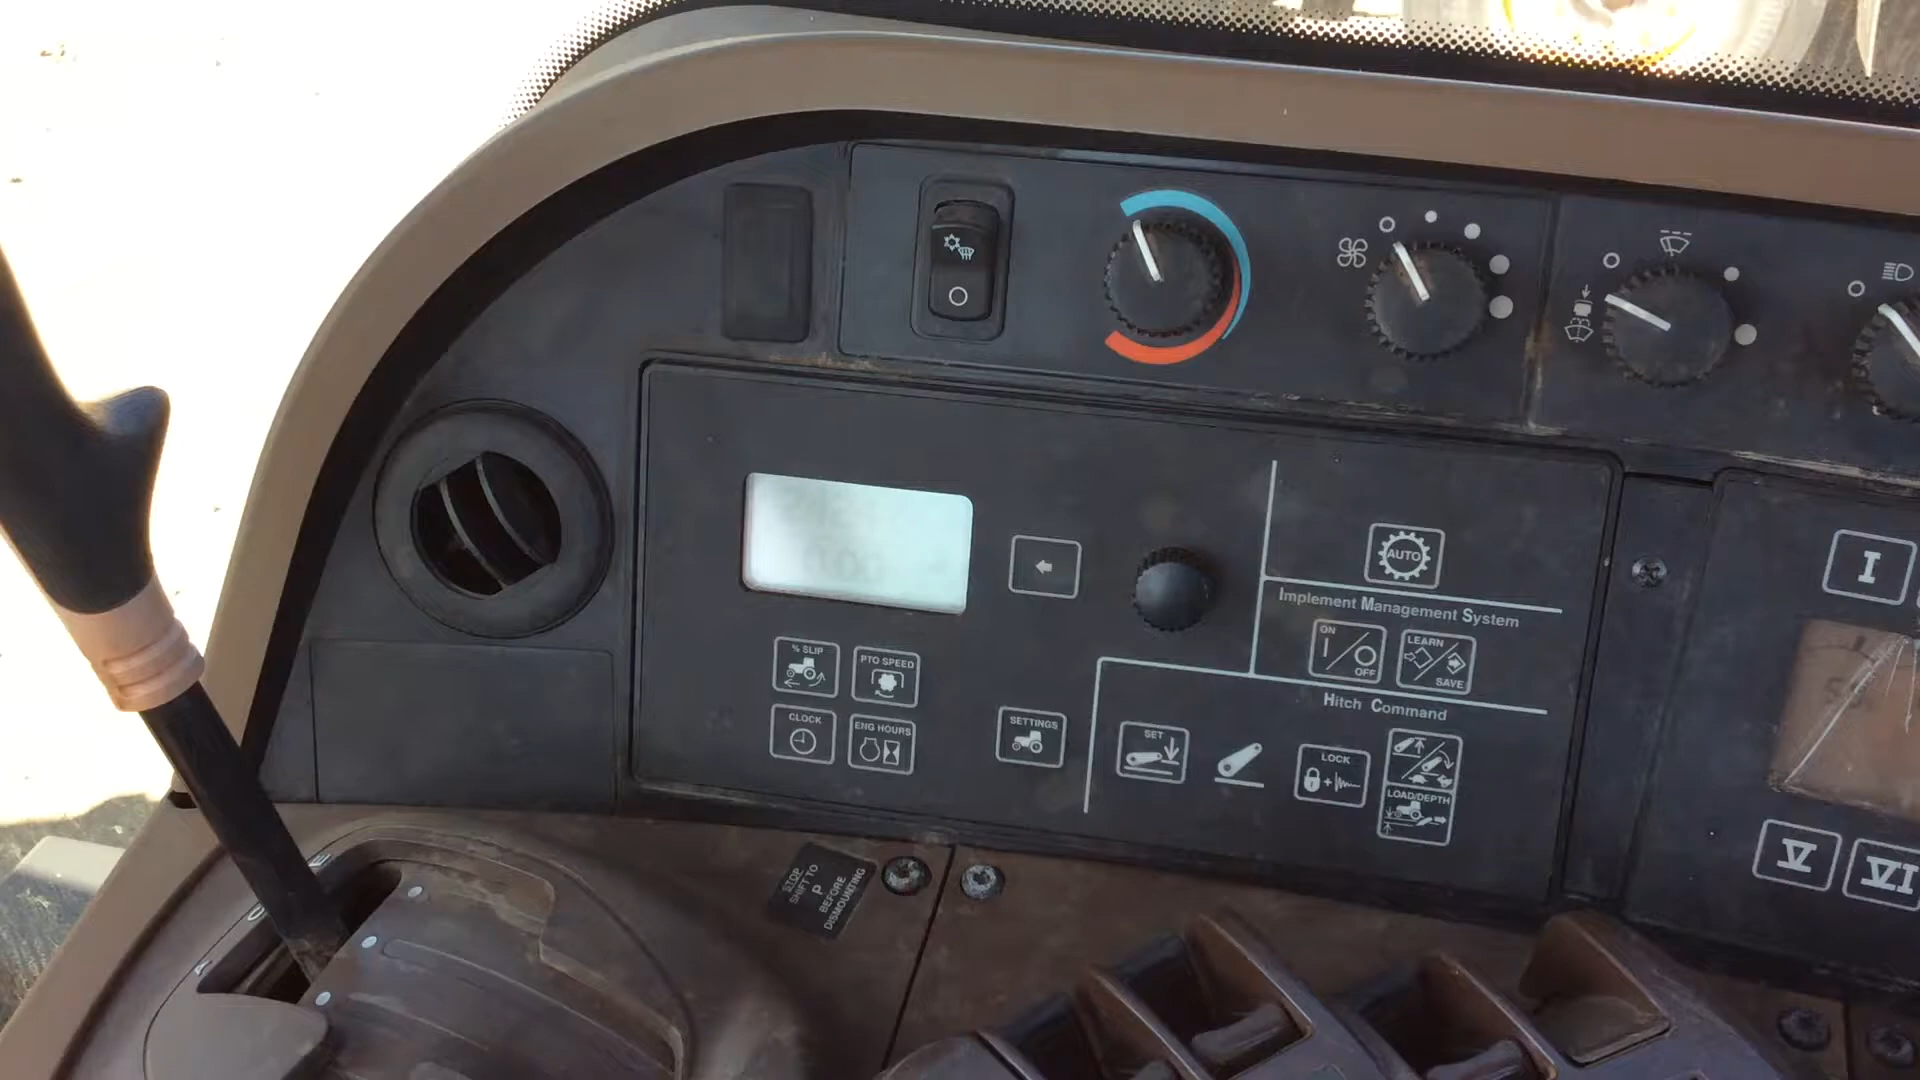 AUTO
Implement Management System
ON
OFF
LEARN
SAVE
Hitch Command
% SLIP
PTO SPEED
CLOCK
ENG HOURS
SETTINGS
SET
LOCK
LOAD/DEPTH
I
V
VI
STOP
SHIFT TO
P
BEFORE
DISMOUNTING